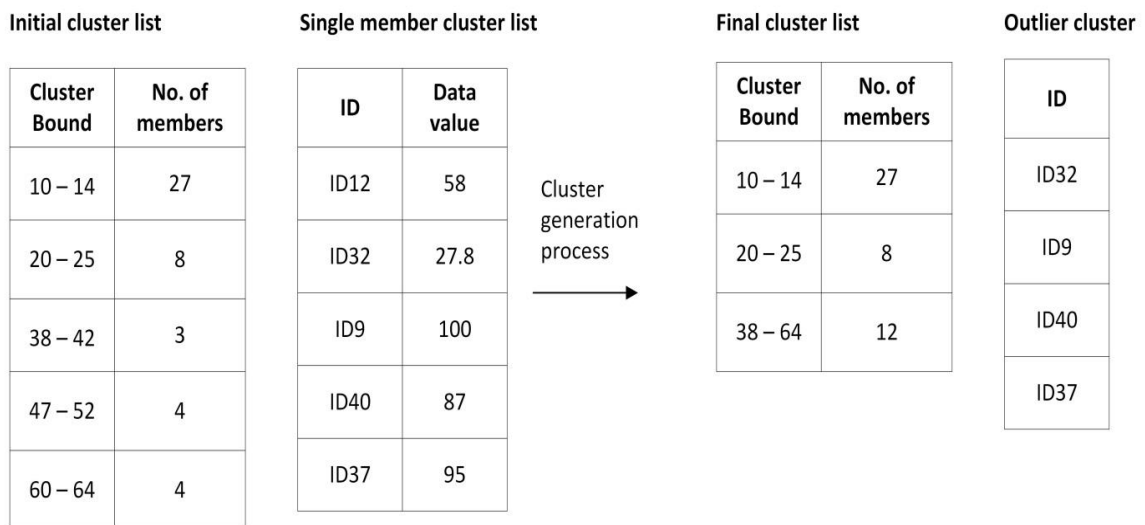 Initial cluster list
Cluster Bound No. of members
10 – 14 27
20 – 25 8
38 – 42 3
47 – 52 4
60 – 64 4
Single member cluster list
ID Data value
ID12 58
ID32 27.8
ID9 100
ID40 87
ID37 95
Cluster
generation
process
Final cluster list
Cluster Bound No. of members
10 – 14 27
20 – 25 8
38 – 64 12
Outlier cluster
ID
ID32
ID9
ID40
ID37